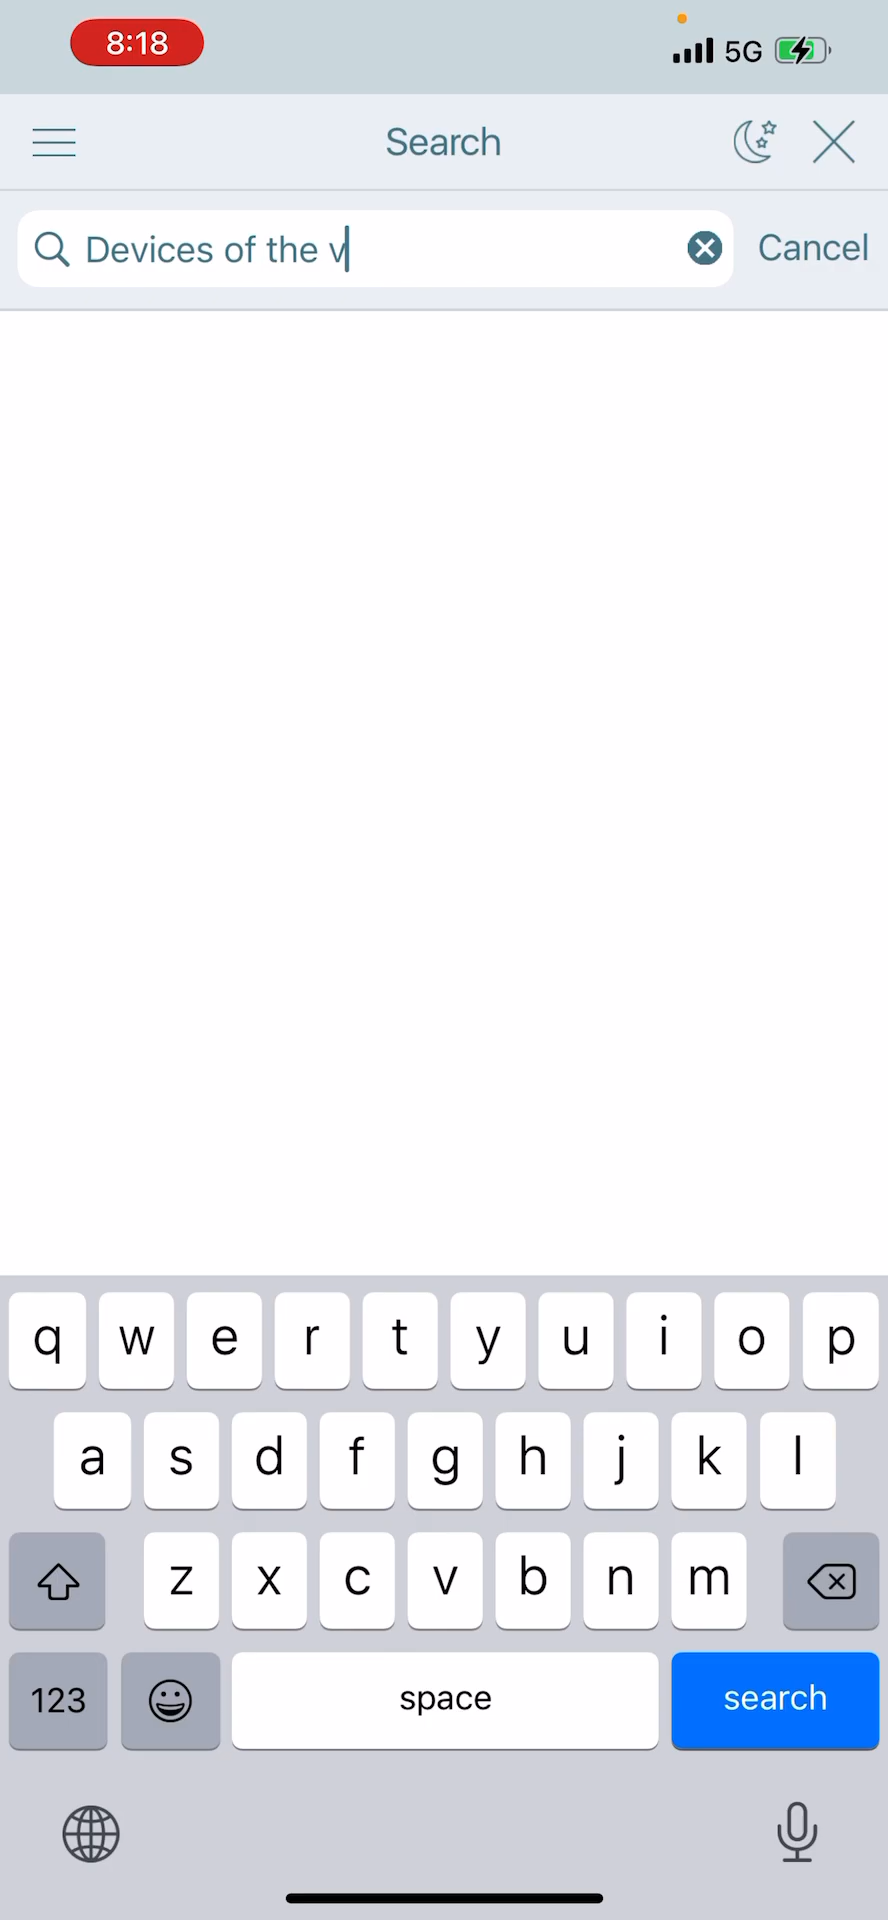 8:18 5G
Search
Devices of the v Cancel
q w e r t y u i o p
a s d f g h j k l
z x c v b n m
123 space search